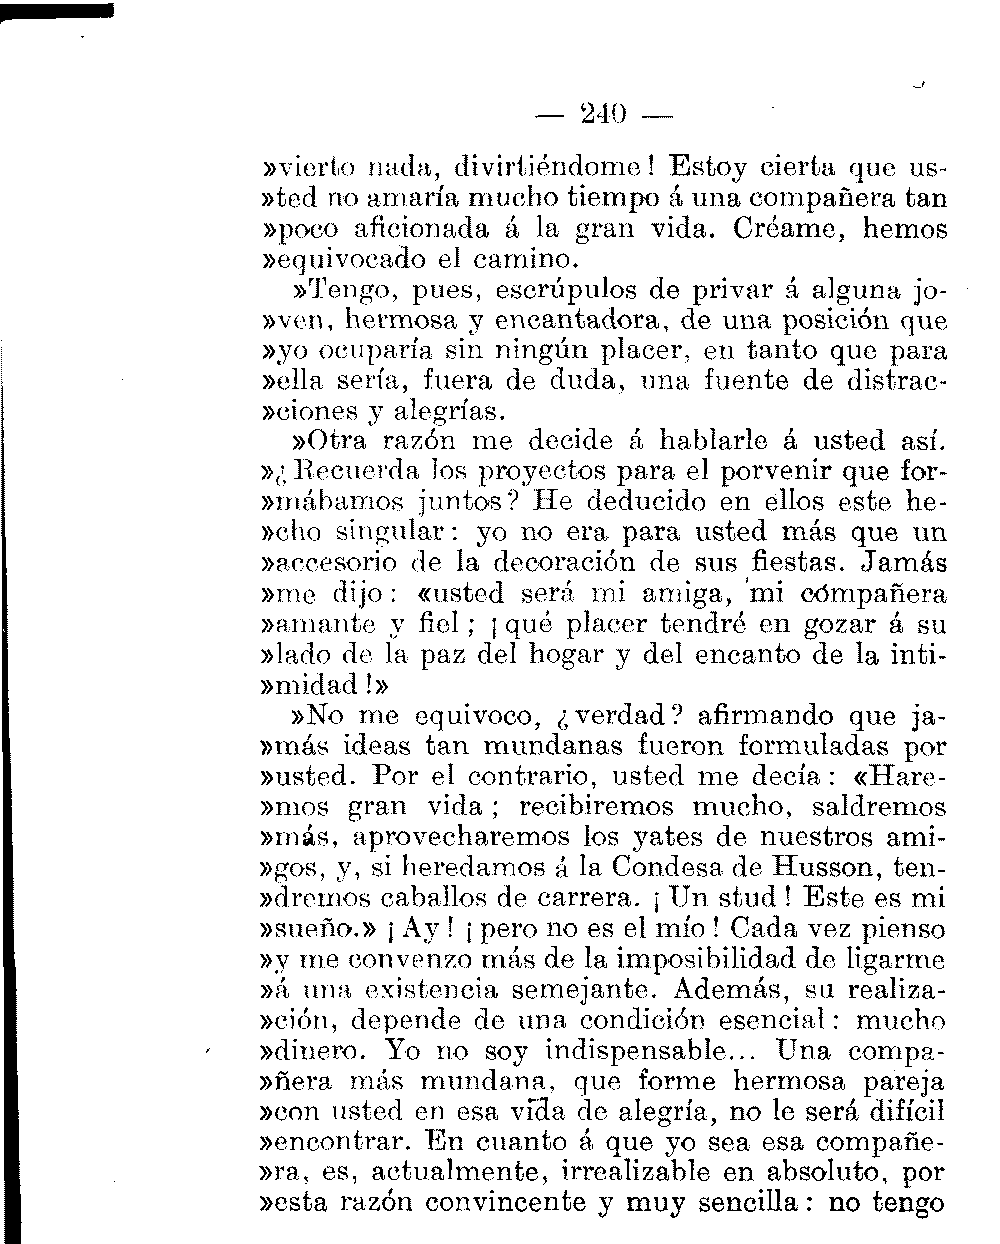 — 240 —
»vierto nada, divirtiéndome! Estoy cierta que us-
»ted no amaría mucho tiempo á una compañera tan
»poco aficionada á la gran vida. Créame, hemos
»equivocado el camino.
»Tengo, pues, escrúpulos de privar á alguna jo-
»ven, hermosa y encantadora, de una posición que
»yo ocuparía sin ningún placer, en tanto que para
»ella sería, fuera de duda, una fuente de distrac-
»ciones y alegrías.
»Otra razón me decide á hablarle á usted así.
»¿Recuerda los proyectos para el porvenir que for-
»mábamos juntos? He deducido en ellos este he-
»cho singular: yo no era para usted más que un
»accesorio de la decoración de sus fiestas. Jamás
»me dijo: «usted será mi amiga, mi cómpañera
»amante y fiel; ¡qué placer tendré en gozar á su
»lado de la paz del hogar y del encanto de la inti-
»midad!»
»No me equivoco, ¿verdad? afirmando que ja-
»más ideas tan mundanas fueron formuladas por
»usted. Por el contrario, usted me decía: «Hare-
»mos gran vida; recibiremos mucho, saldremos
»más, aprovecharemos los yates de nuestros ami-
»gos, y, si heredamos á la Condesa de Husson, ten-
»dremos caballos de carrera. ¡Un stud! Este es mi
»sueño.» ¡Ay! ¡pero no es el mío! Cada vez pienso
»y me convenzo más de la imposibilidad de ligarme
»á una existencia semejante. Además, su realiza-
»ción, depende de una condición esencial: mucho
»dinero. Yo no soy indispensable... Una compa-
»ñera más mundana, que forme hermosa pareja
»con usted en esa vida de alegría, no le será difícil
»encontrar. En cuanto á que yo sea esa compañe-
»ra, es, actualmente, irrealizable en absoluto, por
»esta razón convincente y muy sencilla: no tengo